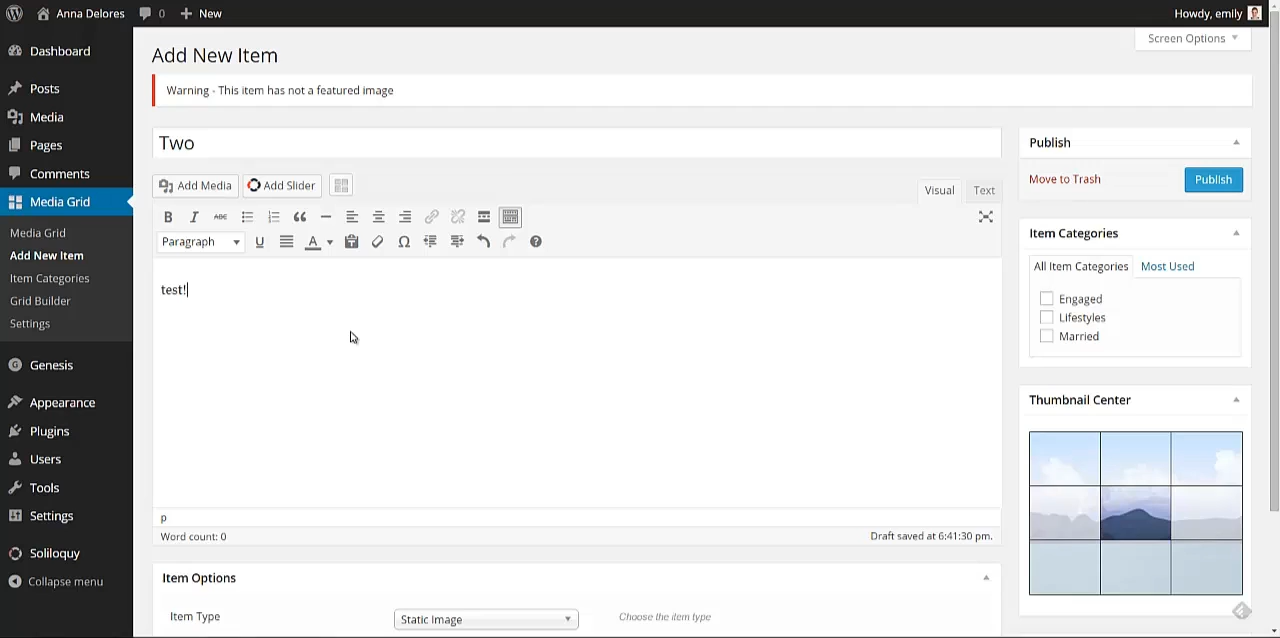 Anna Delores 0 + New Howdy, emily
Dashboard
Posts
Media
Pages
Comments
Media Grid
Media Grid
Add New Item
Item Categories
Grid Builder
Settings
Genesis
Appearance
Plugins
Users
Tools
Settings
Soliloquy
Collapse menu
Screen Options
Add New Item
Warning - This item has not a featured image
Two
Add Media Add Slider
Visual Text
B I ABC
Paragraph U A Ω ?
test!
p
Word count: 0 Draft saved at 6:41:30 pm.
Item Options
Item Type Static Image Choose the item type
Publish
Move to Trash Publish
Item Categories
All Item Categories Most Used
Engaged
Lifestyles
Married
Thumbnail Center